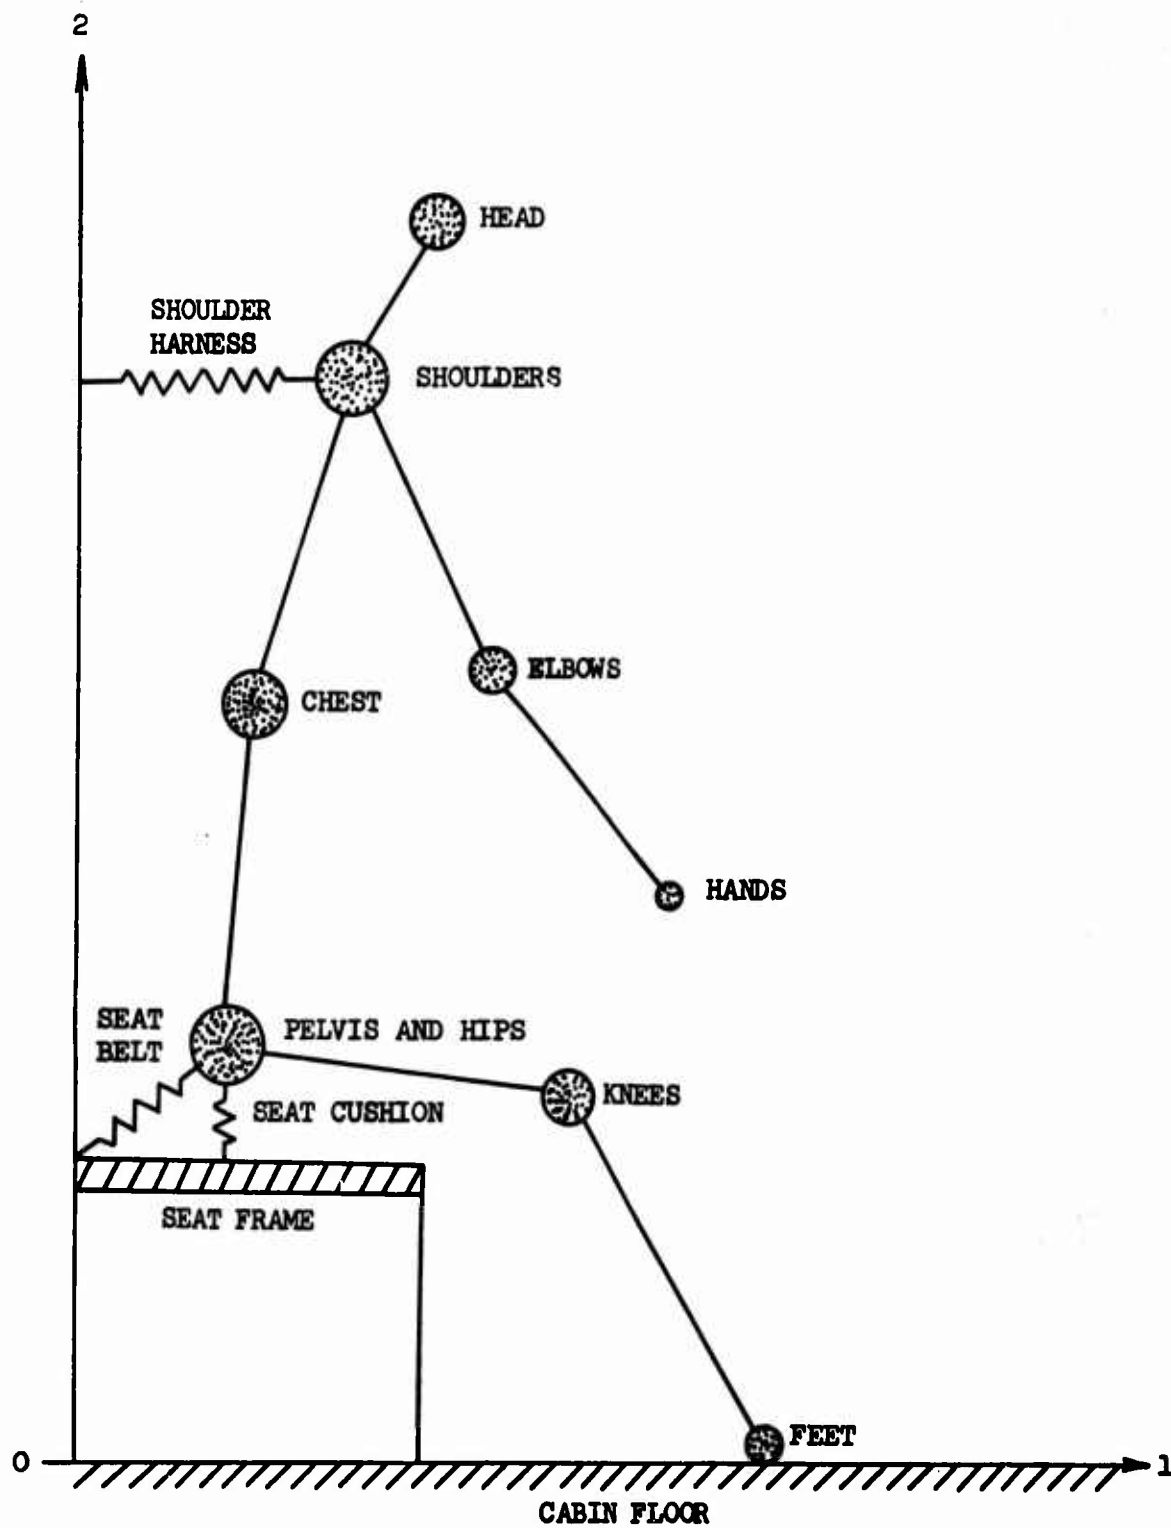 2
HEAD
SHOULDER
HARNESS
SHOULDERS
ELBOWS
CHEST
HANDS
SEAT
BELT
PELVIS AND HIPS
KNEES
SEAT CUSHION
SEAT FRAME
FEET
0
1
CABIN FLOOR